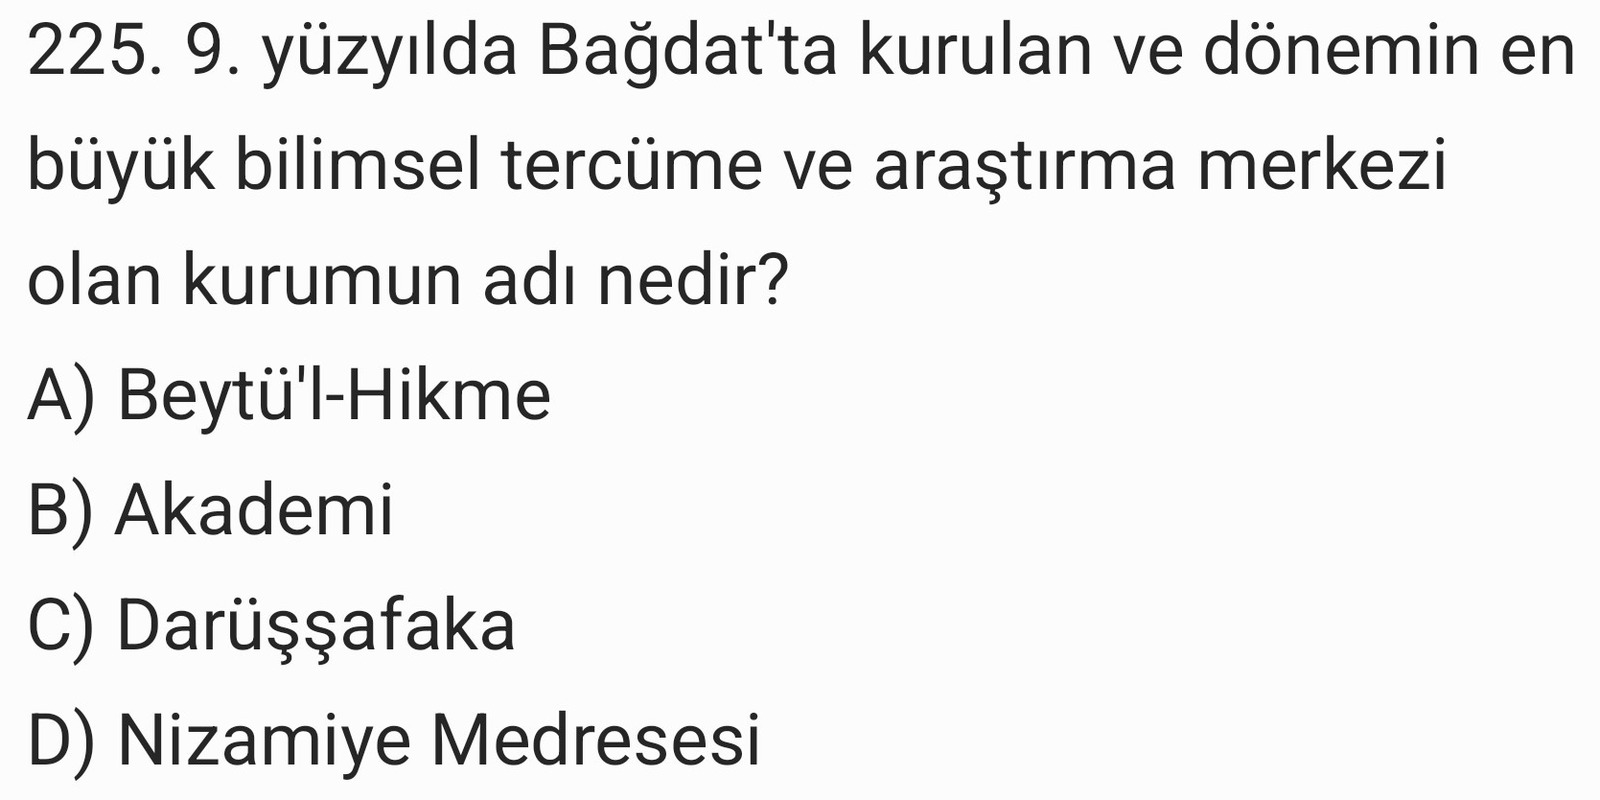 225. 9. yüzyılda Bağdat'ta kurulan ve dönemin en
büyük bilimsel tercüme ve araştırma merkezi
olan kurumun adı nedir?
A) Beytü'l-Hikme
B) Akademi
C) Darüşşafaka
D) Nizamiye Medresesi